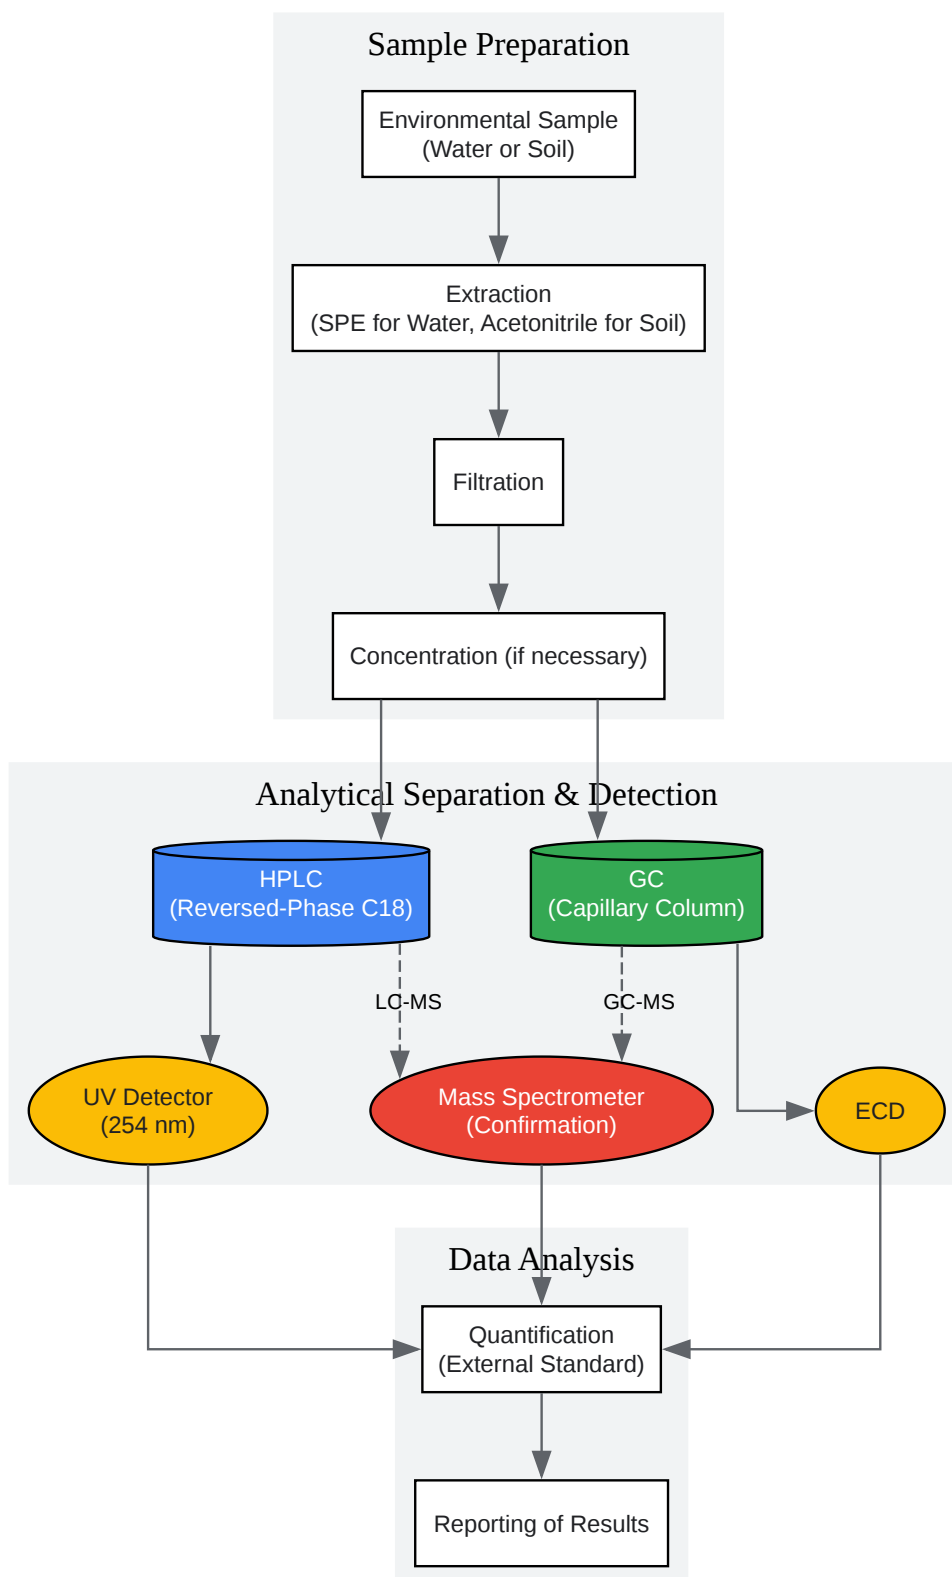 Sample Preparation
Environmental Sample
(Water or Soil)
Extraction
(SPE for Water, Acetonitrile for Soil)
Filtration
Concentration (if necessary)
Analytical Separation & Detection
HPLC
(Reversed-Phase C18)
GC
(Capillary Column)
LC-MS
GC-MS
UV Detector
(254 nm)
Mass Spectrometer
(Confirmation)
ECD
Data Analysis
Quantification
(External Standard)
Reporting of Results